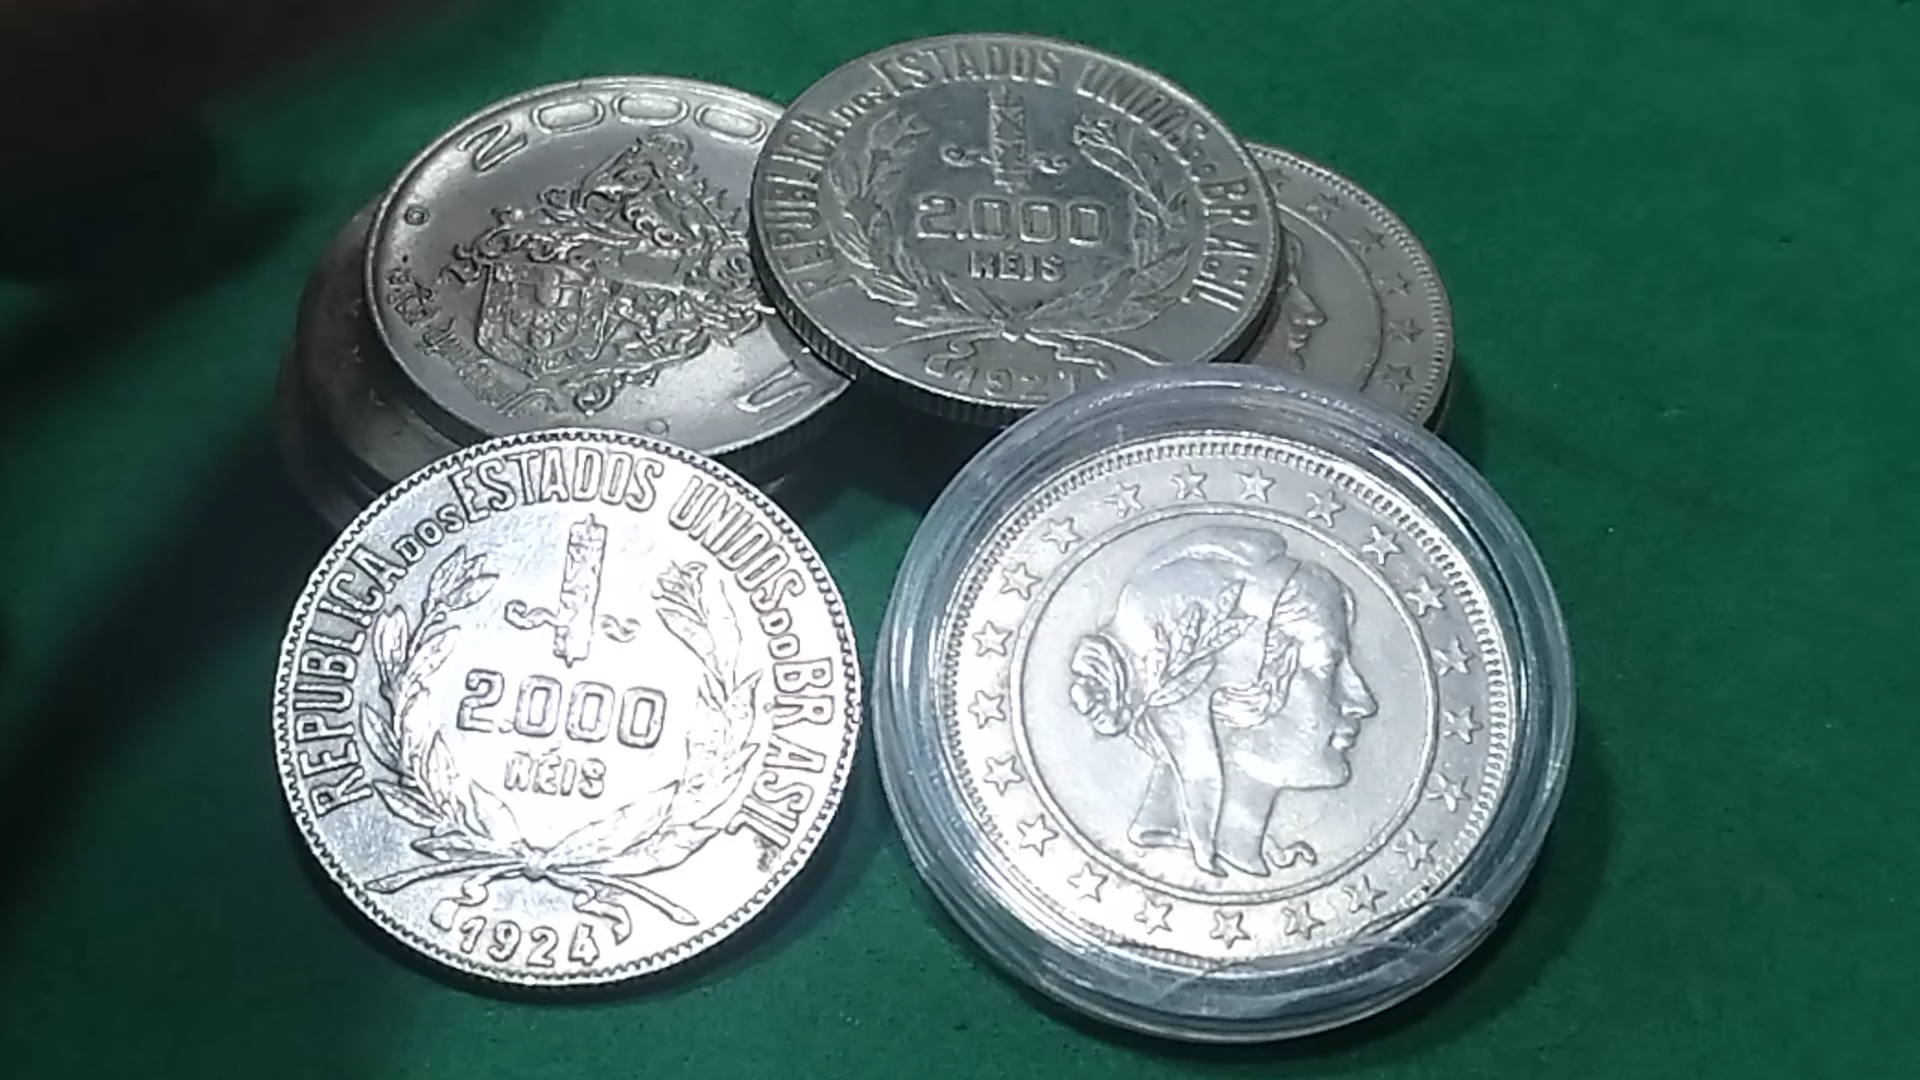 2000
REPUBLICA DOS ESTADOS UNIDOS DO BRASIL
2.000
RÉIS
REPUBLICA DOS ESTADOS UNIDOS DO BRASIL
2.000
RÉIS
1924